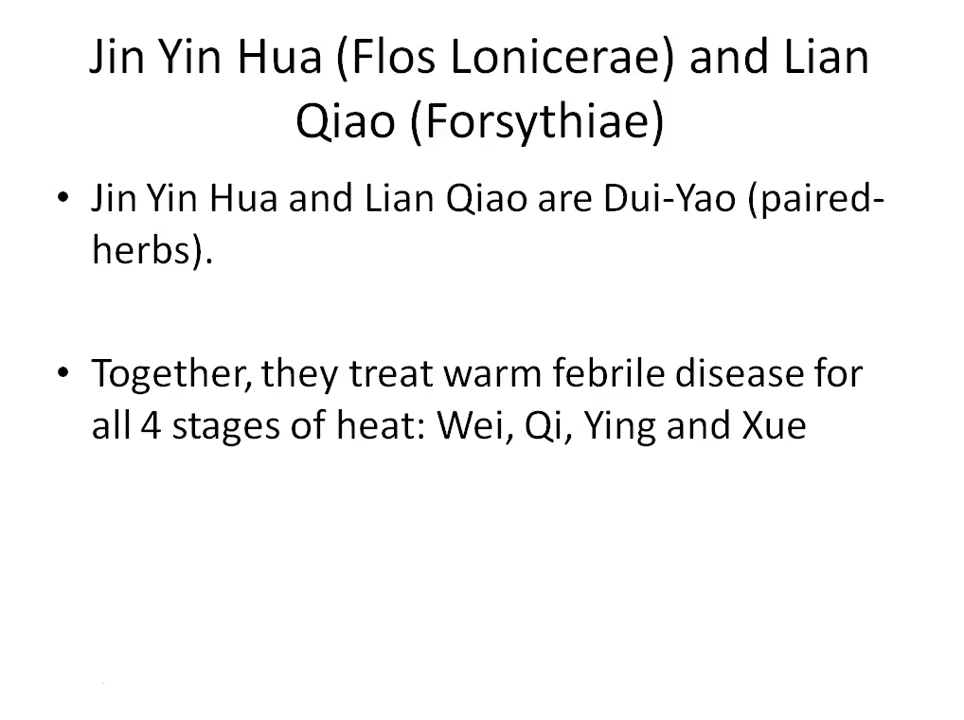 Jin Yin Hua (Flos Lonicerae) and Lian
Qiao (Forsythiae)
• Jin Yin Hua and Lian Qiao are Dui-Yao (paired-
herbs).
• Together, they treat warm febrile disease for
all 4 stages of heat: Wei, Qi, Ying and Xue